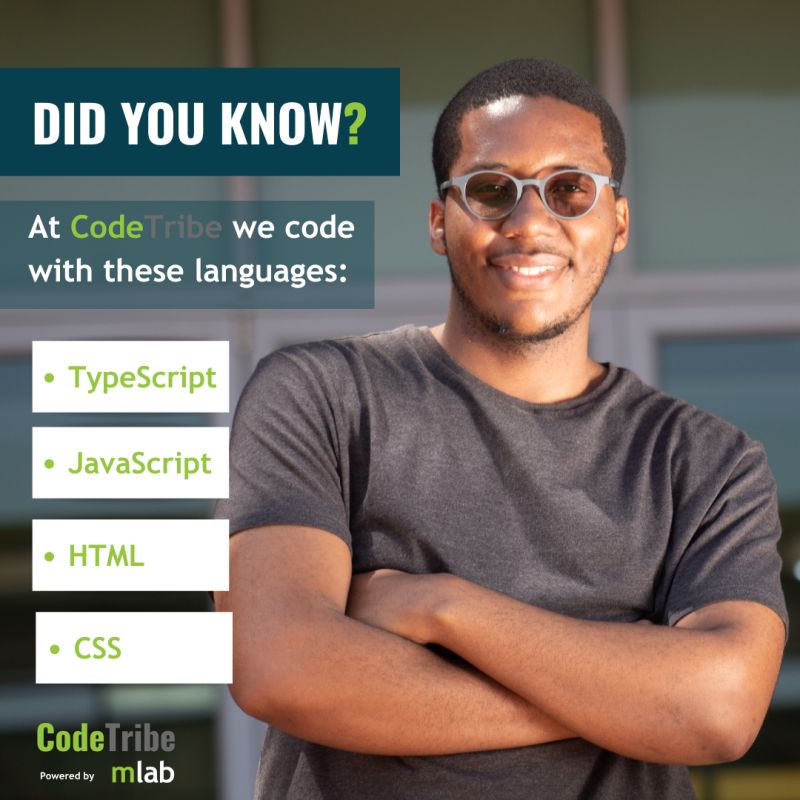 DID YOU KNOW?
At CodeTribe we code
with these languages:
• TypeScript
• JavaScript
• HTML
• CSS
CodeTribe
Powered by mlab